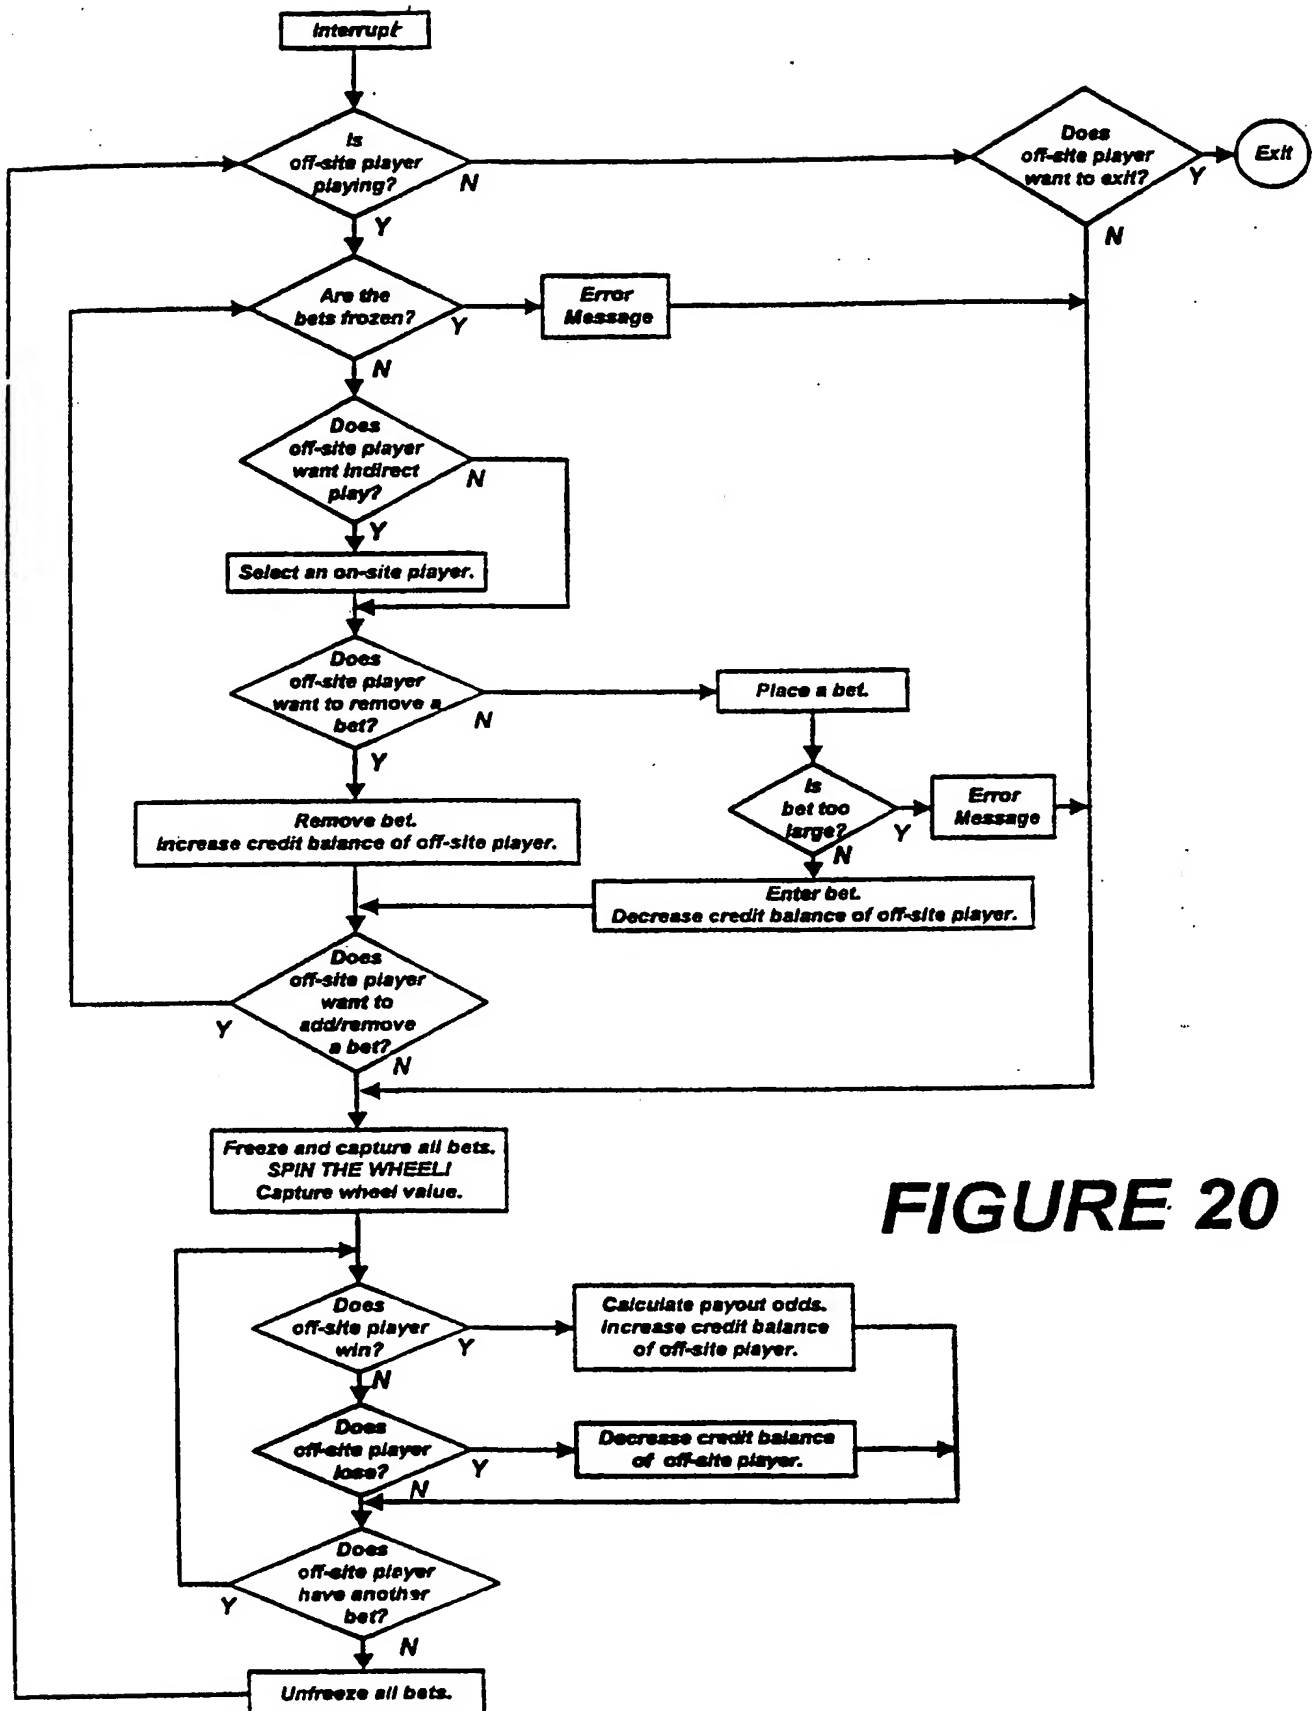 Interrupt
Is
off-site player
playing?
N
Y
Does
off-site player
want to exit?
Y
N
Exit
Are the
bets frozen?
Y
N
Error
Message
Does
off-site player
want indirect
play?
N
Y
Select an on-site player.
Does
off-site player
want to remove a
bet?
N
Y
Place a bet.
Is
bet too
large?
Y
N
Error
Message
Remove bet.
Increase credit balance of off-site player.
Enter bet.
Decrease credit balance of off-site player.
Does
off-site player
want to
add/remove
a bet?
Y
N
Freeze and capture all bets.
SPIN THE WHEEL!
Capture wheel value.
FIGURE 20
Does
off-site player
win?
Y
N
Calculate payout odds.
Increase credit balance
of off-site player.
Does
off-site player
lose?
Y
N
Decrease credit balance
of off-site player.
Does
off-site player
have another
bet?
Y
N
Unfreeze all bets.